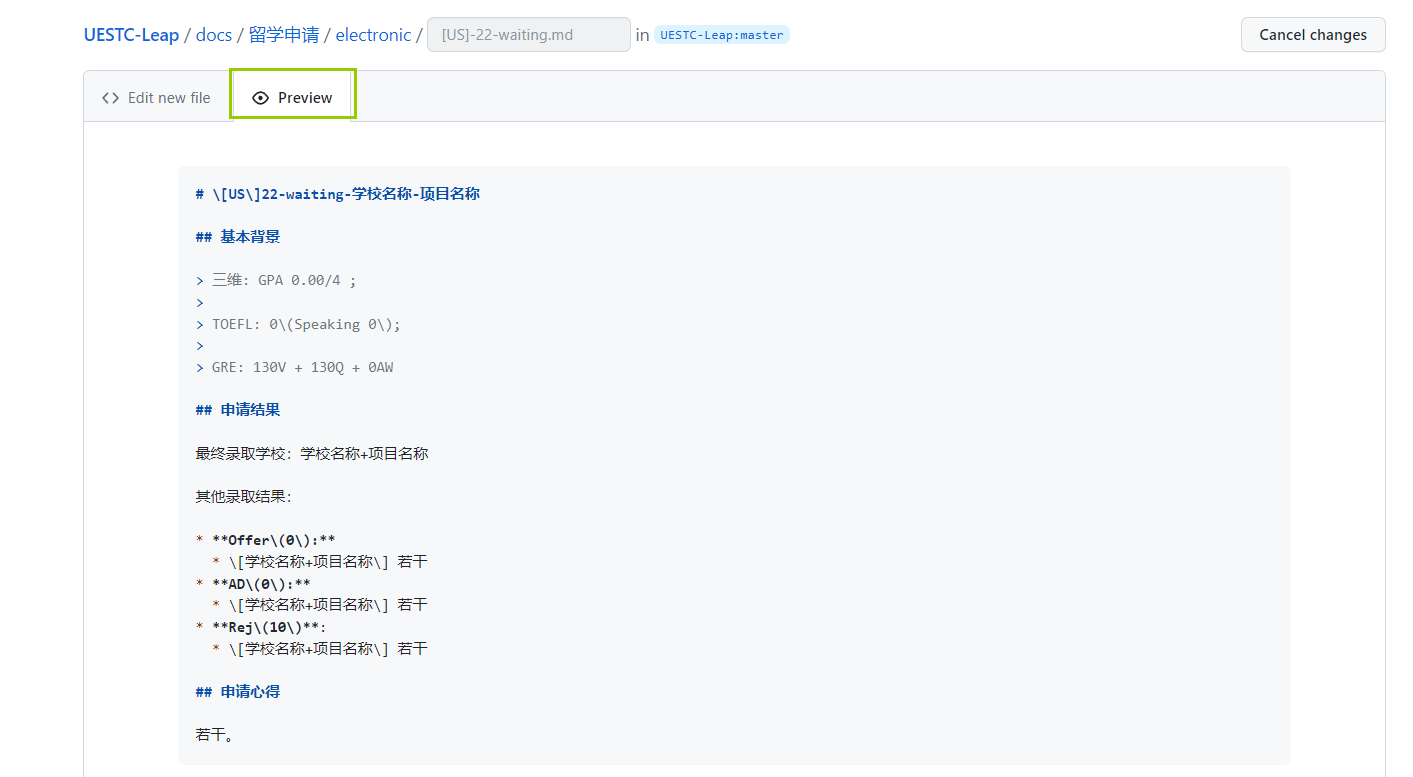 UESTC-Leap / docs / 留学申请 / electronic / [US]-22-waiting.md in UESTC-Leap:master Cancel changes
<> Edit new file Preview
# \[US\]22-waiting-学校名称-项目名称
## 基本背景
> 三维: GPA 0.00/4 ;
>
> TOEFL: 0\(Speaking 0\);
>
> GRE: 130V + 130Q + 0AW
## 申请结果
最终录取学校: 学校名称+项目名称
其他录取结果:
* **Offer\(0\):**
* \[学校名称+项目名称\] 若干
* **AD\(0\):**
* \[学校名称+项目名称\] 若干
* **Rej\(10\)**:
* \[学校名称+项目名称\] 若干
## 申请心得
若干。